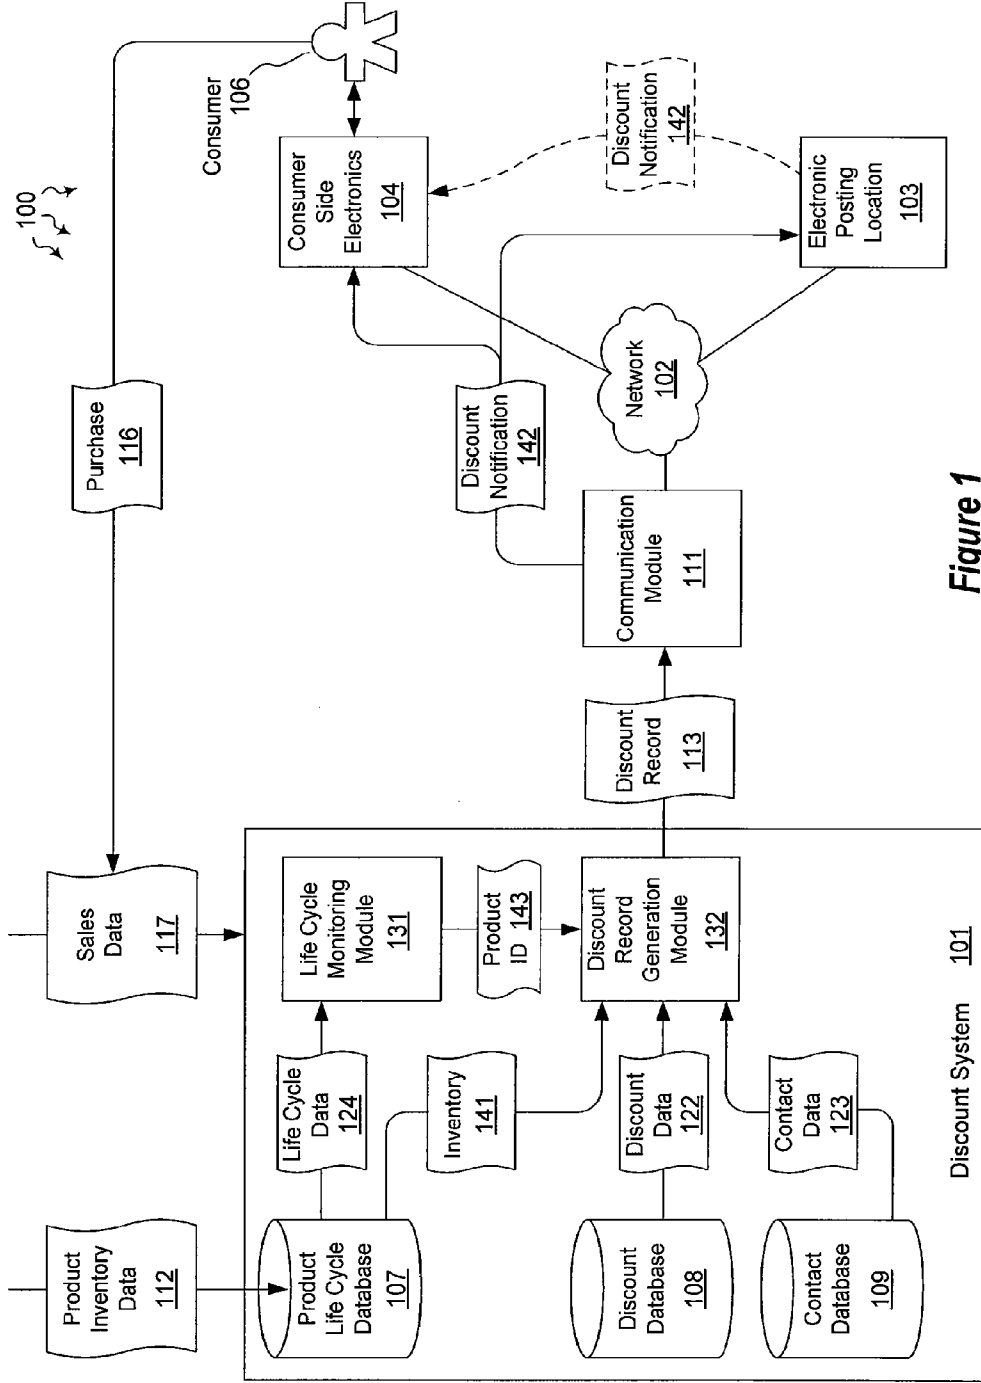 100
Product
Inventory
Data
112
Sales
Data
117
Purchase
116
Consumer
106
Product
Life Cycle
Database
107
Life Cycle
Data
124
Life Cycle
Monitoring
Module
131
Inventory
141
Product
ID 143
Discount
Notification
142
Consumer
Side
Electronics
104
Discount
Database
108
Discount
Data
122
Discount
Record
Generation
Module
132
Discount
Record
113
Communication
Module
111
Network
102
Discount
Notification
142
Contact
Database
109
Contact
Data
123
Electronic
Posting
Location
103
Discount System 101
Figure 1